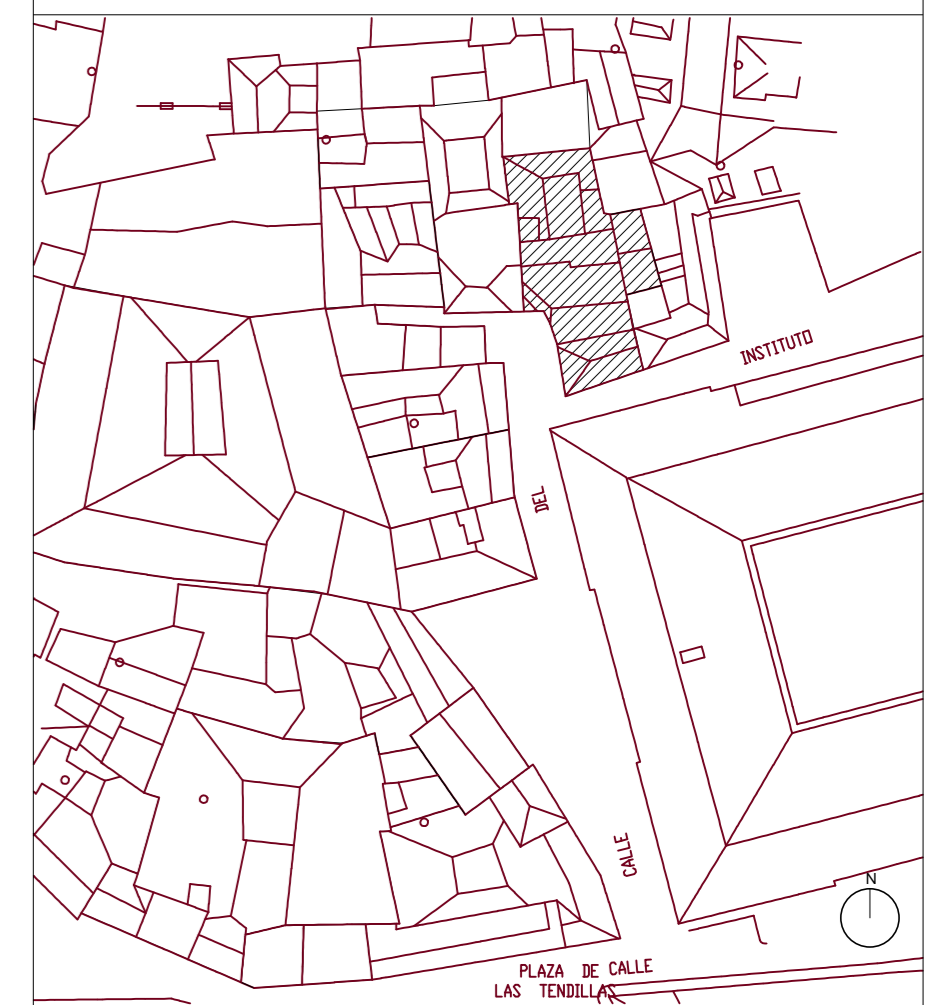 INSTITUTO
DEL
CALLE
N
PLAZA DE CALLE
LAS TENDILLAS